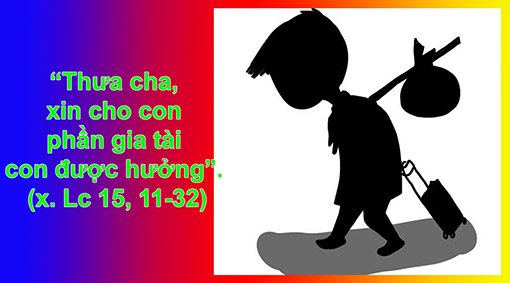 “Thưa cha,
xin cho con
phần gia tài
con được hưởng”.
(x. Lc 15, 11-32)